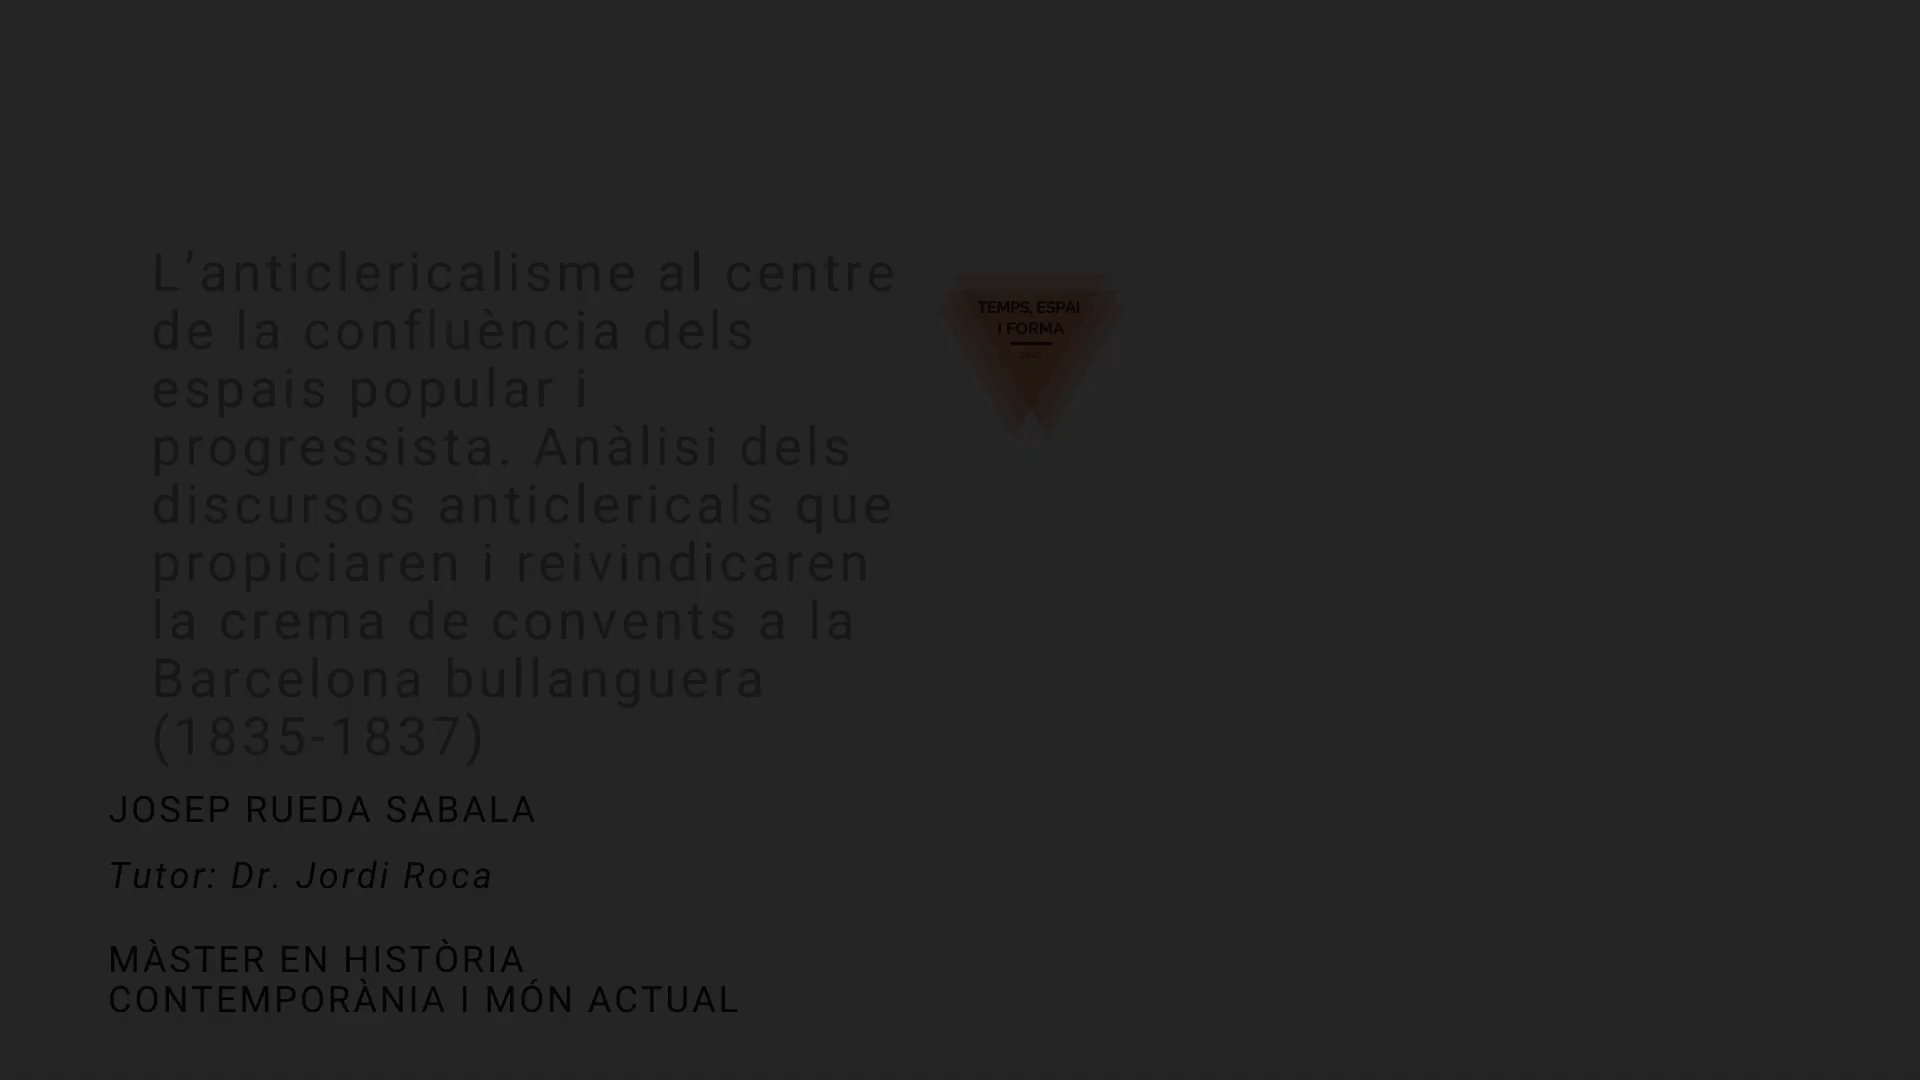 L’anticlericalisme al centre
de la confluència dels
espais popular i
progressista. Anàlisi dels
discursos anticlericals que
propiciaren i reivindicaren
la crema de convents a la
Barcelona bullanguera
(1835-1837)
TEMPS, ESPAI
I FORMA
JOSEP RUEDA SABALA
Tutor: Dr. Jordi Roca
MÀSTER EN HISTÒRIA
CONTEMPORÀNIA I MÓN ACTUAL